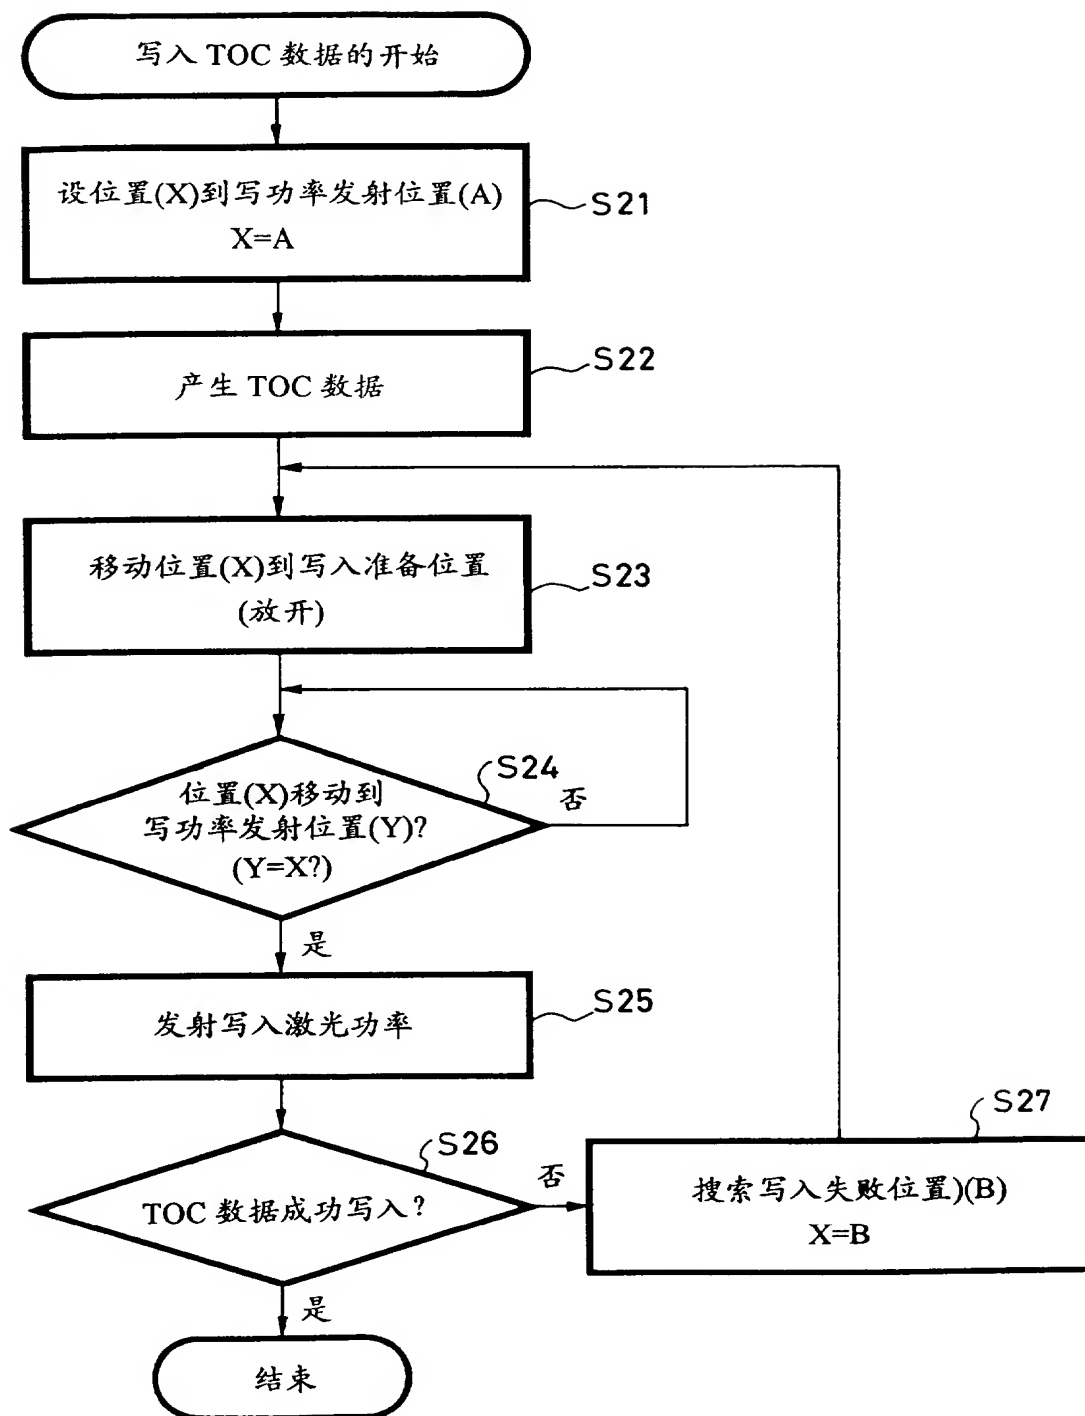 写入 TOC 数据的开始
设位置(X)到写功率发射位置(A)
X=A
S21
产生 TOC 数据
S22
移动位置(X)到写入准备位置
(放开)
S23
位置(X)移动到
写功率发射位置(Y)?
(Y=X?)
S24
否
是
发射写入激光功率
S25
TOC 数据成功写入?
S26
否
搜索写入失败位置)(B)
X=B
S27
是
结束